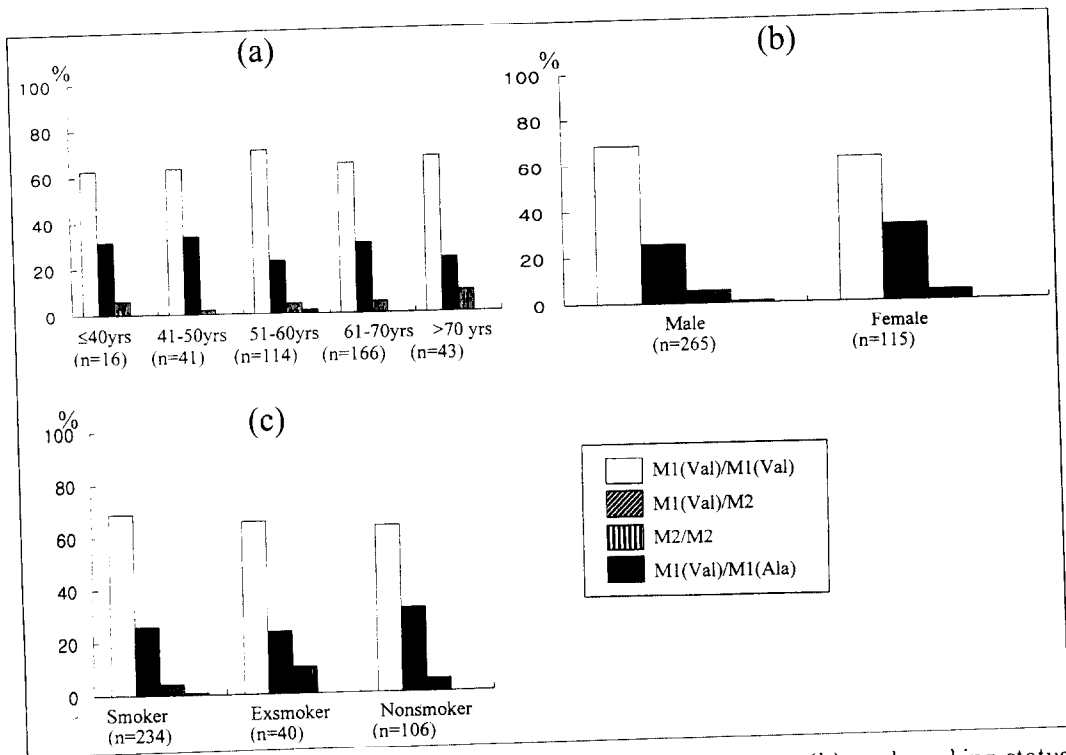 (a)
%
100
80
60
40
20
0
≤40yrs 41-50yrs 51-60yrs 61-70yrs >70 yrs
(n=16) (n=41) (n=114) (n=166) (n=43)
(b)
%
100
80
60
40
20
0
Male Female
(n=265) (n=115)
(c)
%
100
80
60
40
20
0
Smoker Exsmoker Nonsmoker
(n=234) (n=40) (n=106)
M1(Val)/M1(Val)
M1(Val)/M2
M2/M2
M1(Val)/M1(Ala)